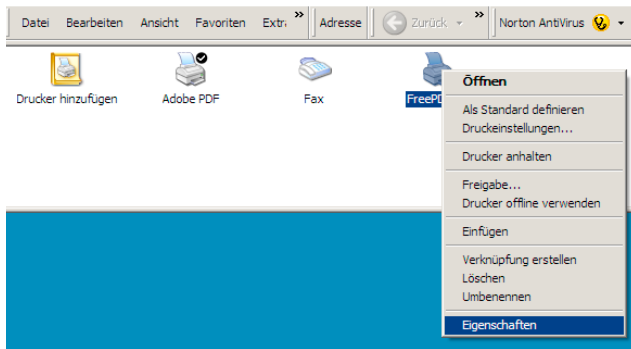 Datei Bearbeiten Ansicht Favoriten Extr » Adresse Zurück » Norton AntiVirus
Drucker hinzufügen Adobe PDF Fax
Öffnen
Als Standard definieren
Druckeinstellungen...
Drucker anhalten
Freigabe...
Drucker offline verwenden
Einfügen
Verknüpfung erstellen
Löschen
Umbenennen
Eigenschaften